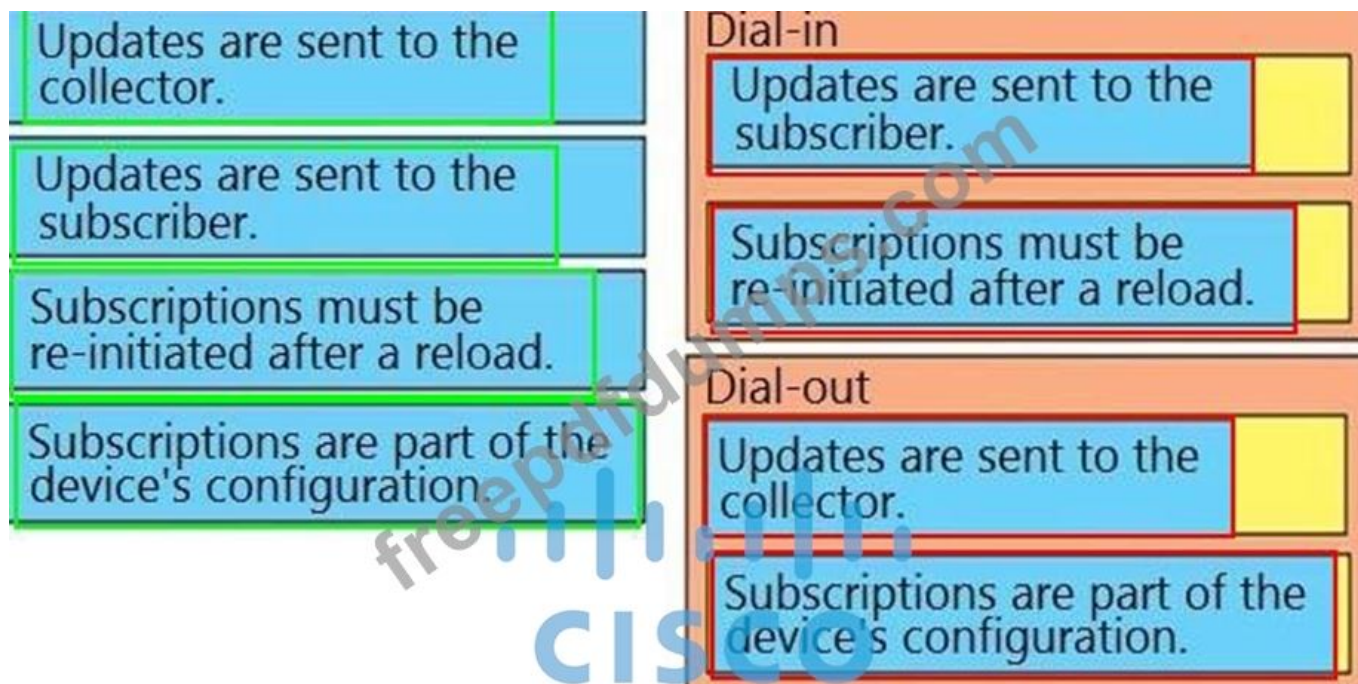 Updates are sent to the
collector.
Updates are sent to the
subscriber.
Subscriptions must be
re-initiated after a reload.
Subscriptions are part of the
device's configuration.
Dial-in
Updates are sent to the
subscriber.
Subscriptions must be
re-initiated after a reload.
Dial-out
Updates are sent to the
collector.
Subscriptions are part of the
device's configuration.
freepdfdumps.com
CISCO